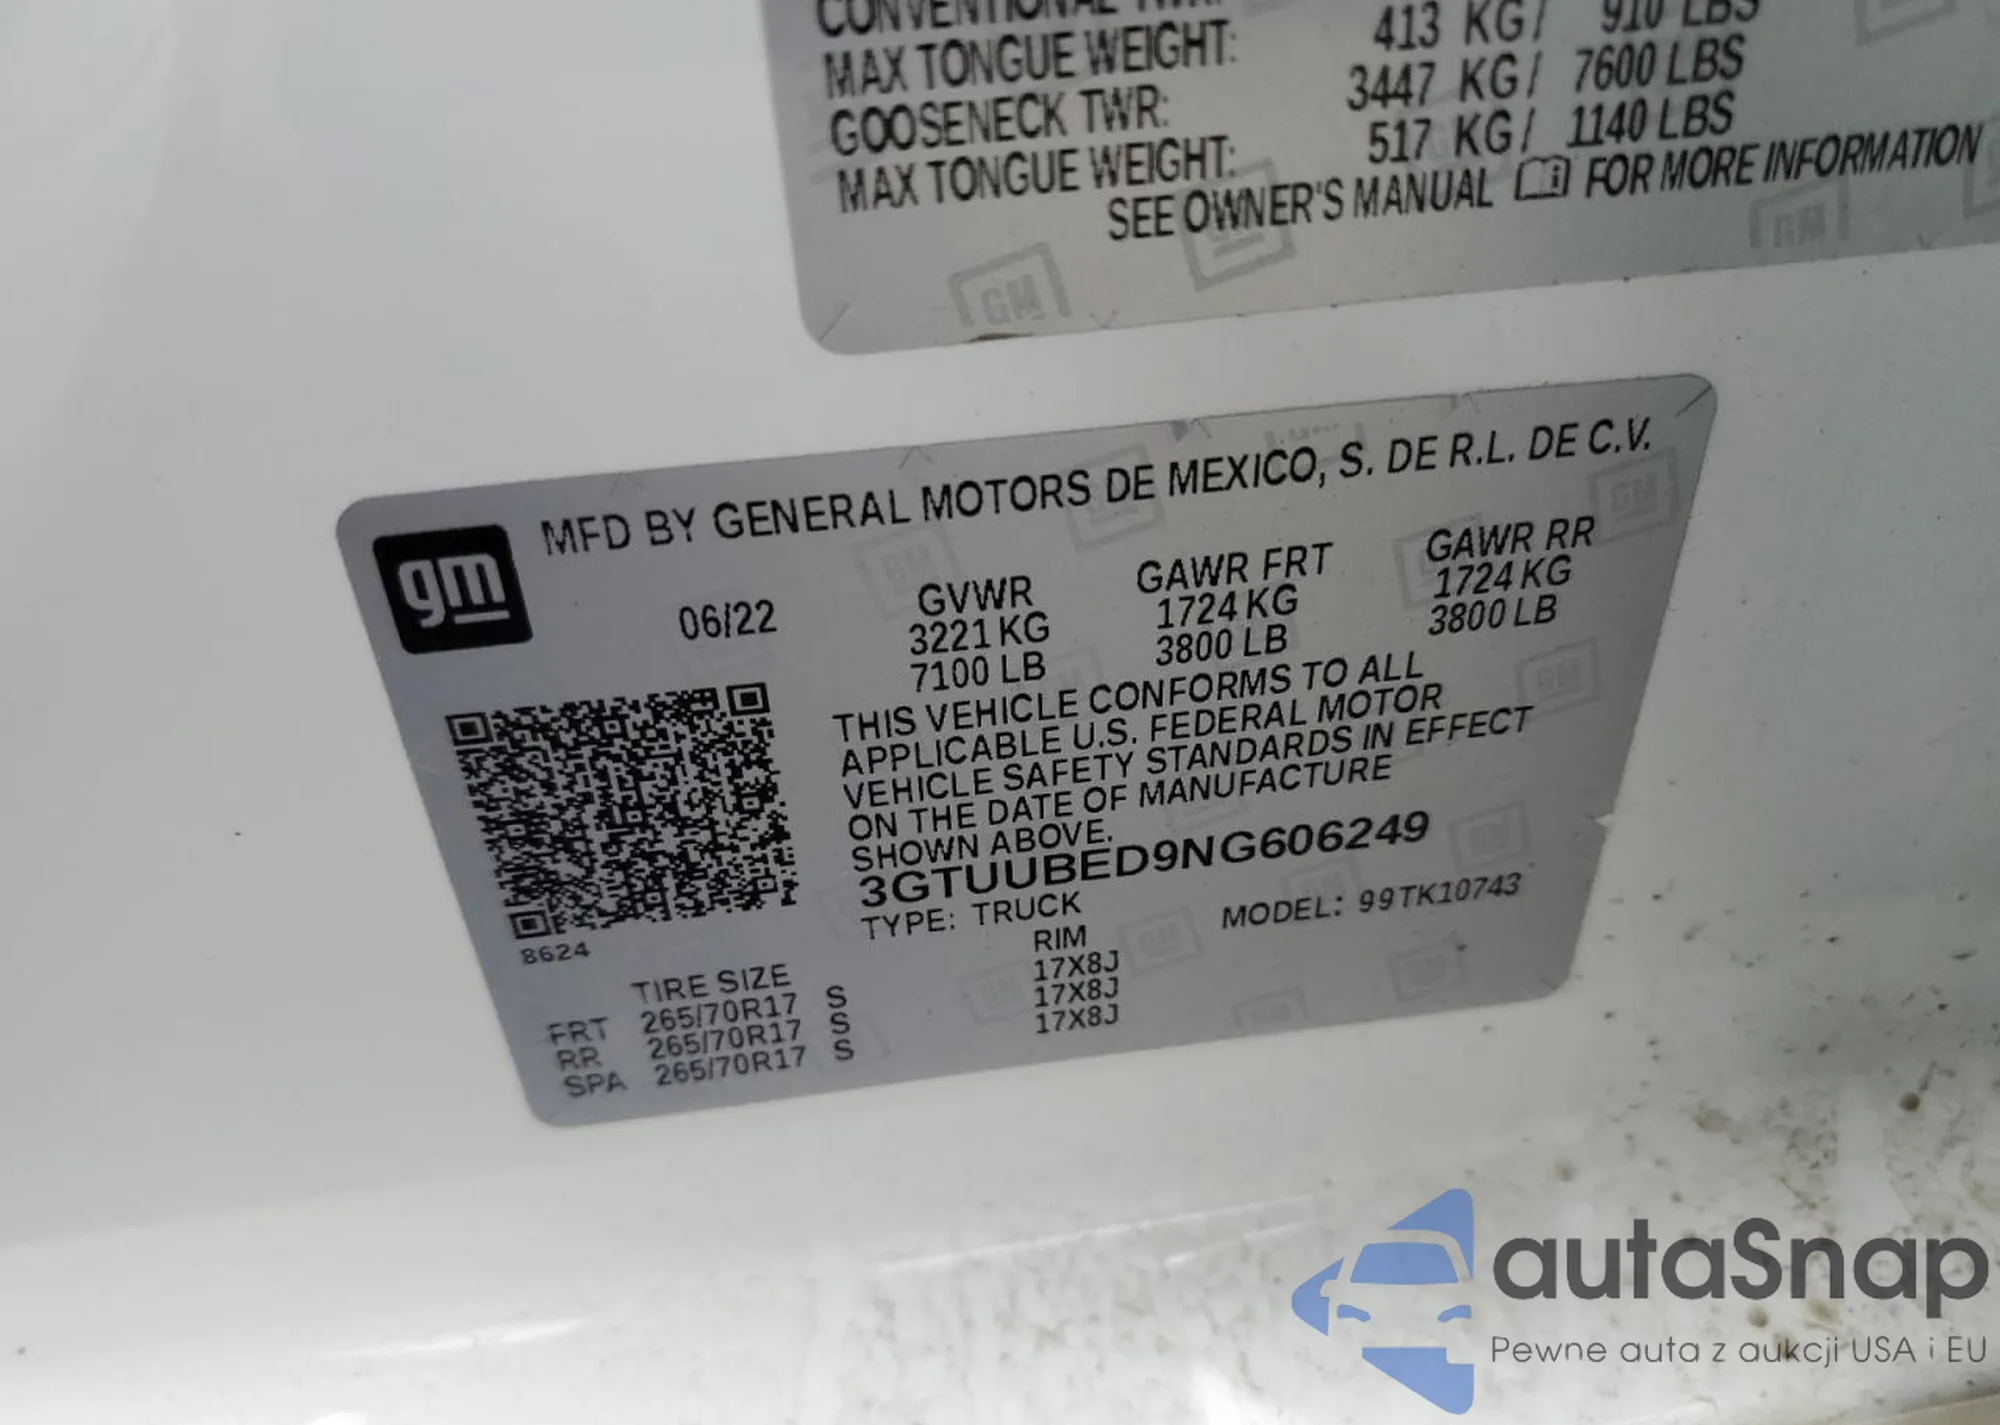 CONVENTIONAL TWR:
MAX TONGUE WEIGHT: 413 KG/ 910 LBS
GOOSENECK TWR: 3447 KG/ 7600 LBS
MAX TONGUE WEIGHT: 517 KG/ 1140 LBS
SEE OWNER'S MANUAL FOR MORE INFORMATION
GM
gm MFD BY GENERAL MOTORS DE MEXICO, S. DE R.L. DE C.V.
06/22 GVWR GAWR FRT GAWR RR
3221 KG 1724 KG 1724 KG
7100 LB 3800 LB 3800 LB
THIS VEHICLE CONFORMS TO ALL
APPLICABLE U.S. FEDERAL MOTOR
VEHICLE SAFETY STANDARDS IN EFFECT
ON THE DATE OF MANUFACTURE
SHOWN ABOVE.
3GTUUBED9NG606249
TYPE: TRUCK MODEL: 99TK10743
8624
TIRE SIZE RIM
FRT 265/70R17 S 17X8J
RR 265/70R17 S 17X8J
SPA 265/70R17 S 17X8J
autaSnap
Pewne auta z aukcji USA i EU